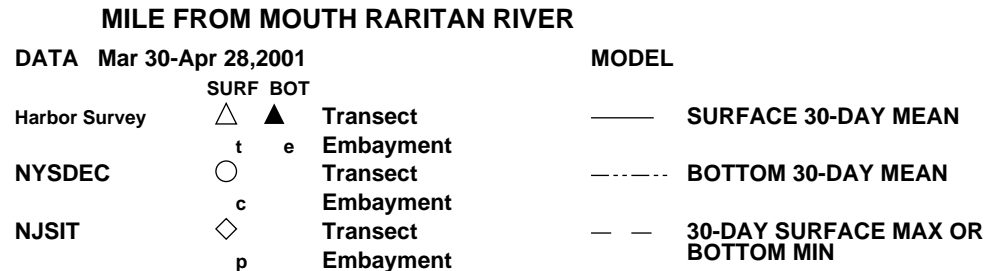 MILE FROM MOUTH RARITAN RIVER
DATA Mar 30-Apr 28,2001 MODEL
SURF BOT
Harbor Survey Transect SURFACE 30-DAY MEAN
t e Embayment
NYSDEC Transect BOTTOM 30-DAY MEAN
c Embayment
NJSIT Transect 30-DAY SURFACE MAX OR
BOTTOM MIN
p Embayment